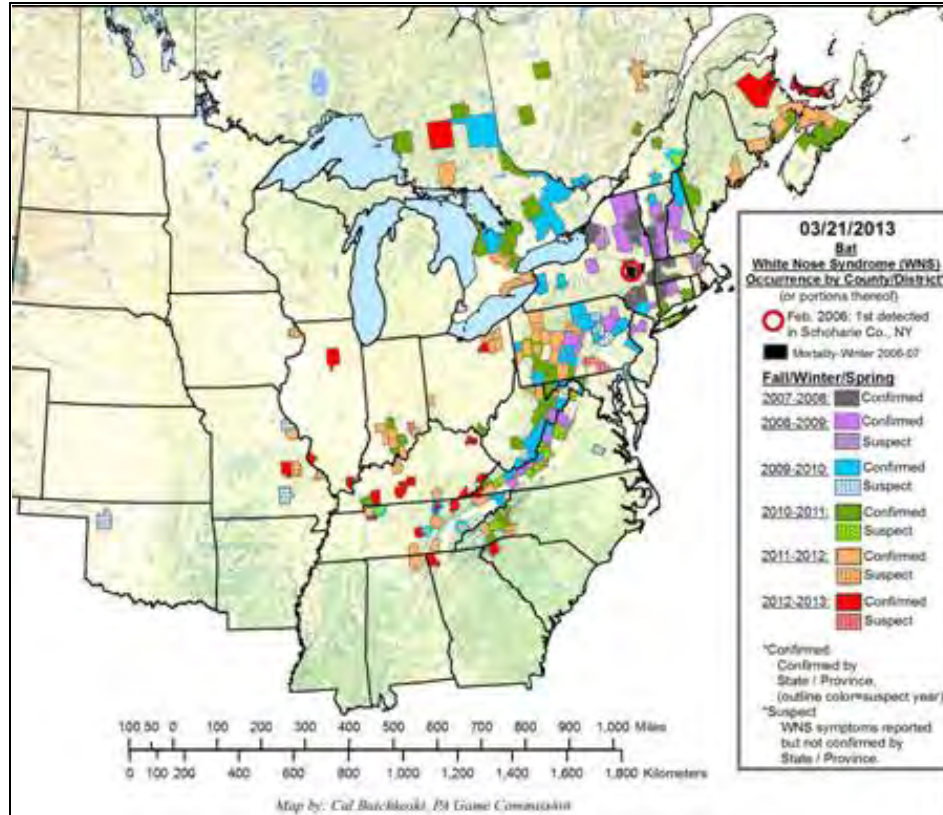 03/21/2013
Bat
White Nose Syndrome (WNS)
Occurrence by County/District*
(or portions thereof)
Feb. 2006: 1st detected
in Schoharie Co., NY
Mortality-Winter 2006-07
Fall/Winter/Spring
2007-2008: Confirmed
2008-2009: Confirmed
Suspect
2009-2010: Confirmed
Suspect
2010-2011: Confirmed
Suspect
2011-2012: Confirmed
Suspect
2012-2013: Confirmed
Suspect
*Confirmed
Confirmed by
State / Province.
(outline color=suspect year)
*Suspect
WNS symptoms reported
but not confirmed by
State / Province.
100 50 0 100 200 300 400 500 600 700 800 900 1,000 Miles
0 100 200 400 600 800 1,000 1,200 1,400 1,600 1,800 Kilometers
Map by: Cal Butchkoski, PA Game Commission